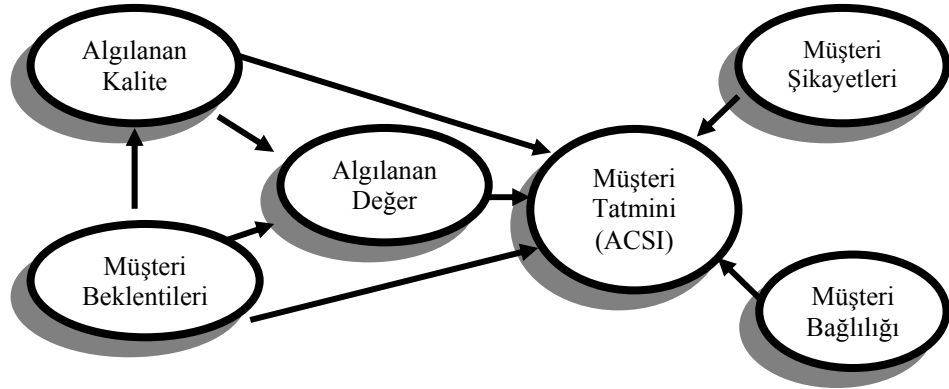 Algılanan
Kalite
Müşteri
Şikayetleri
Algılanan
Değer
Müşteri
Tatmini
(ACSI)
Müşteri
Beklentileri
Müşteri
Bağlılığı